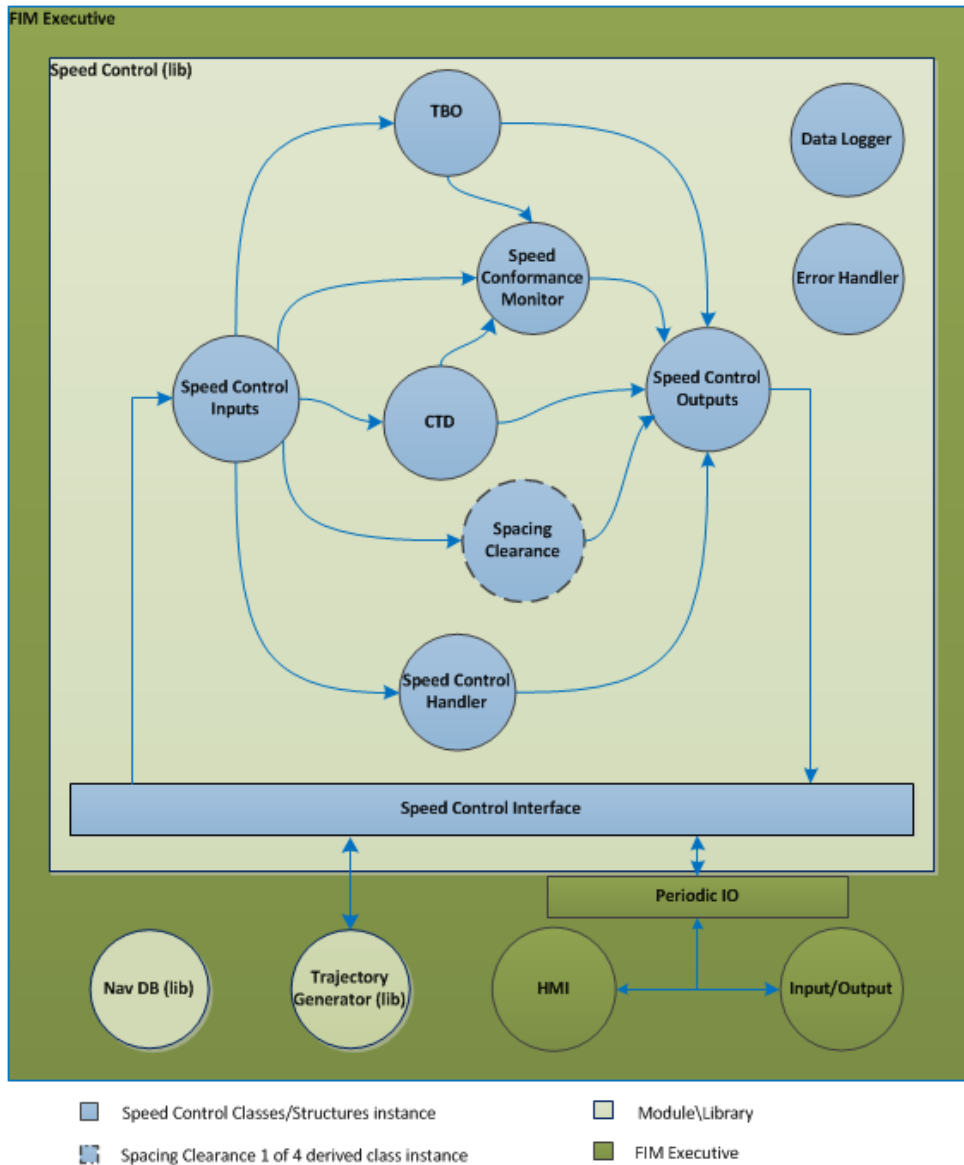 FIM Executive
Speed Control (lib)
TBO
Data Logger
Speed
Conformance
Monitor
Error Handler
Speed Control
Inputs
Speed Control
Outputs
CTD
Spacing
Clearance
Speed Control
Handler
Speed Control Interface
Periodic IO
Nav DB (lib)
Trajectory
Generator (lib)
HMI
Input/Output
Speed Control Classes/Structures instance
Module\Library
Spacing Clearance 1 of 4 derived class instance
FIM Executive